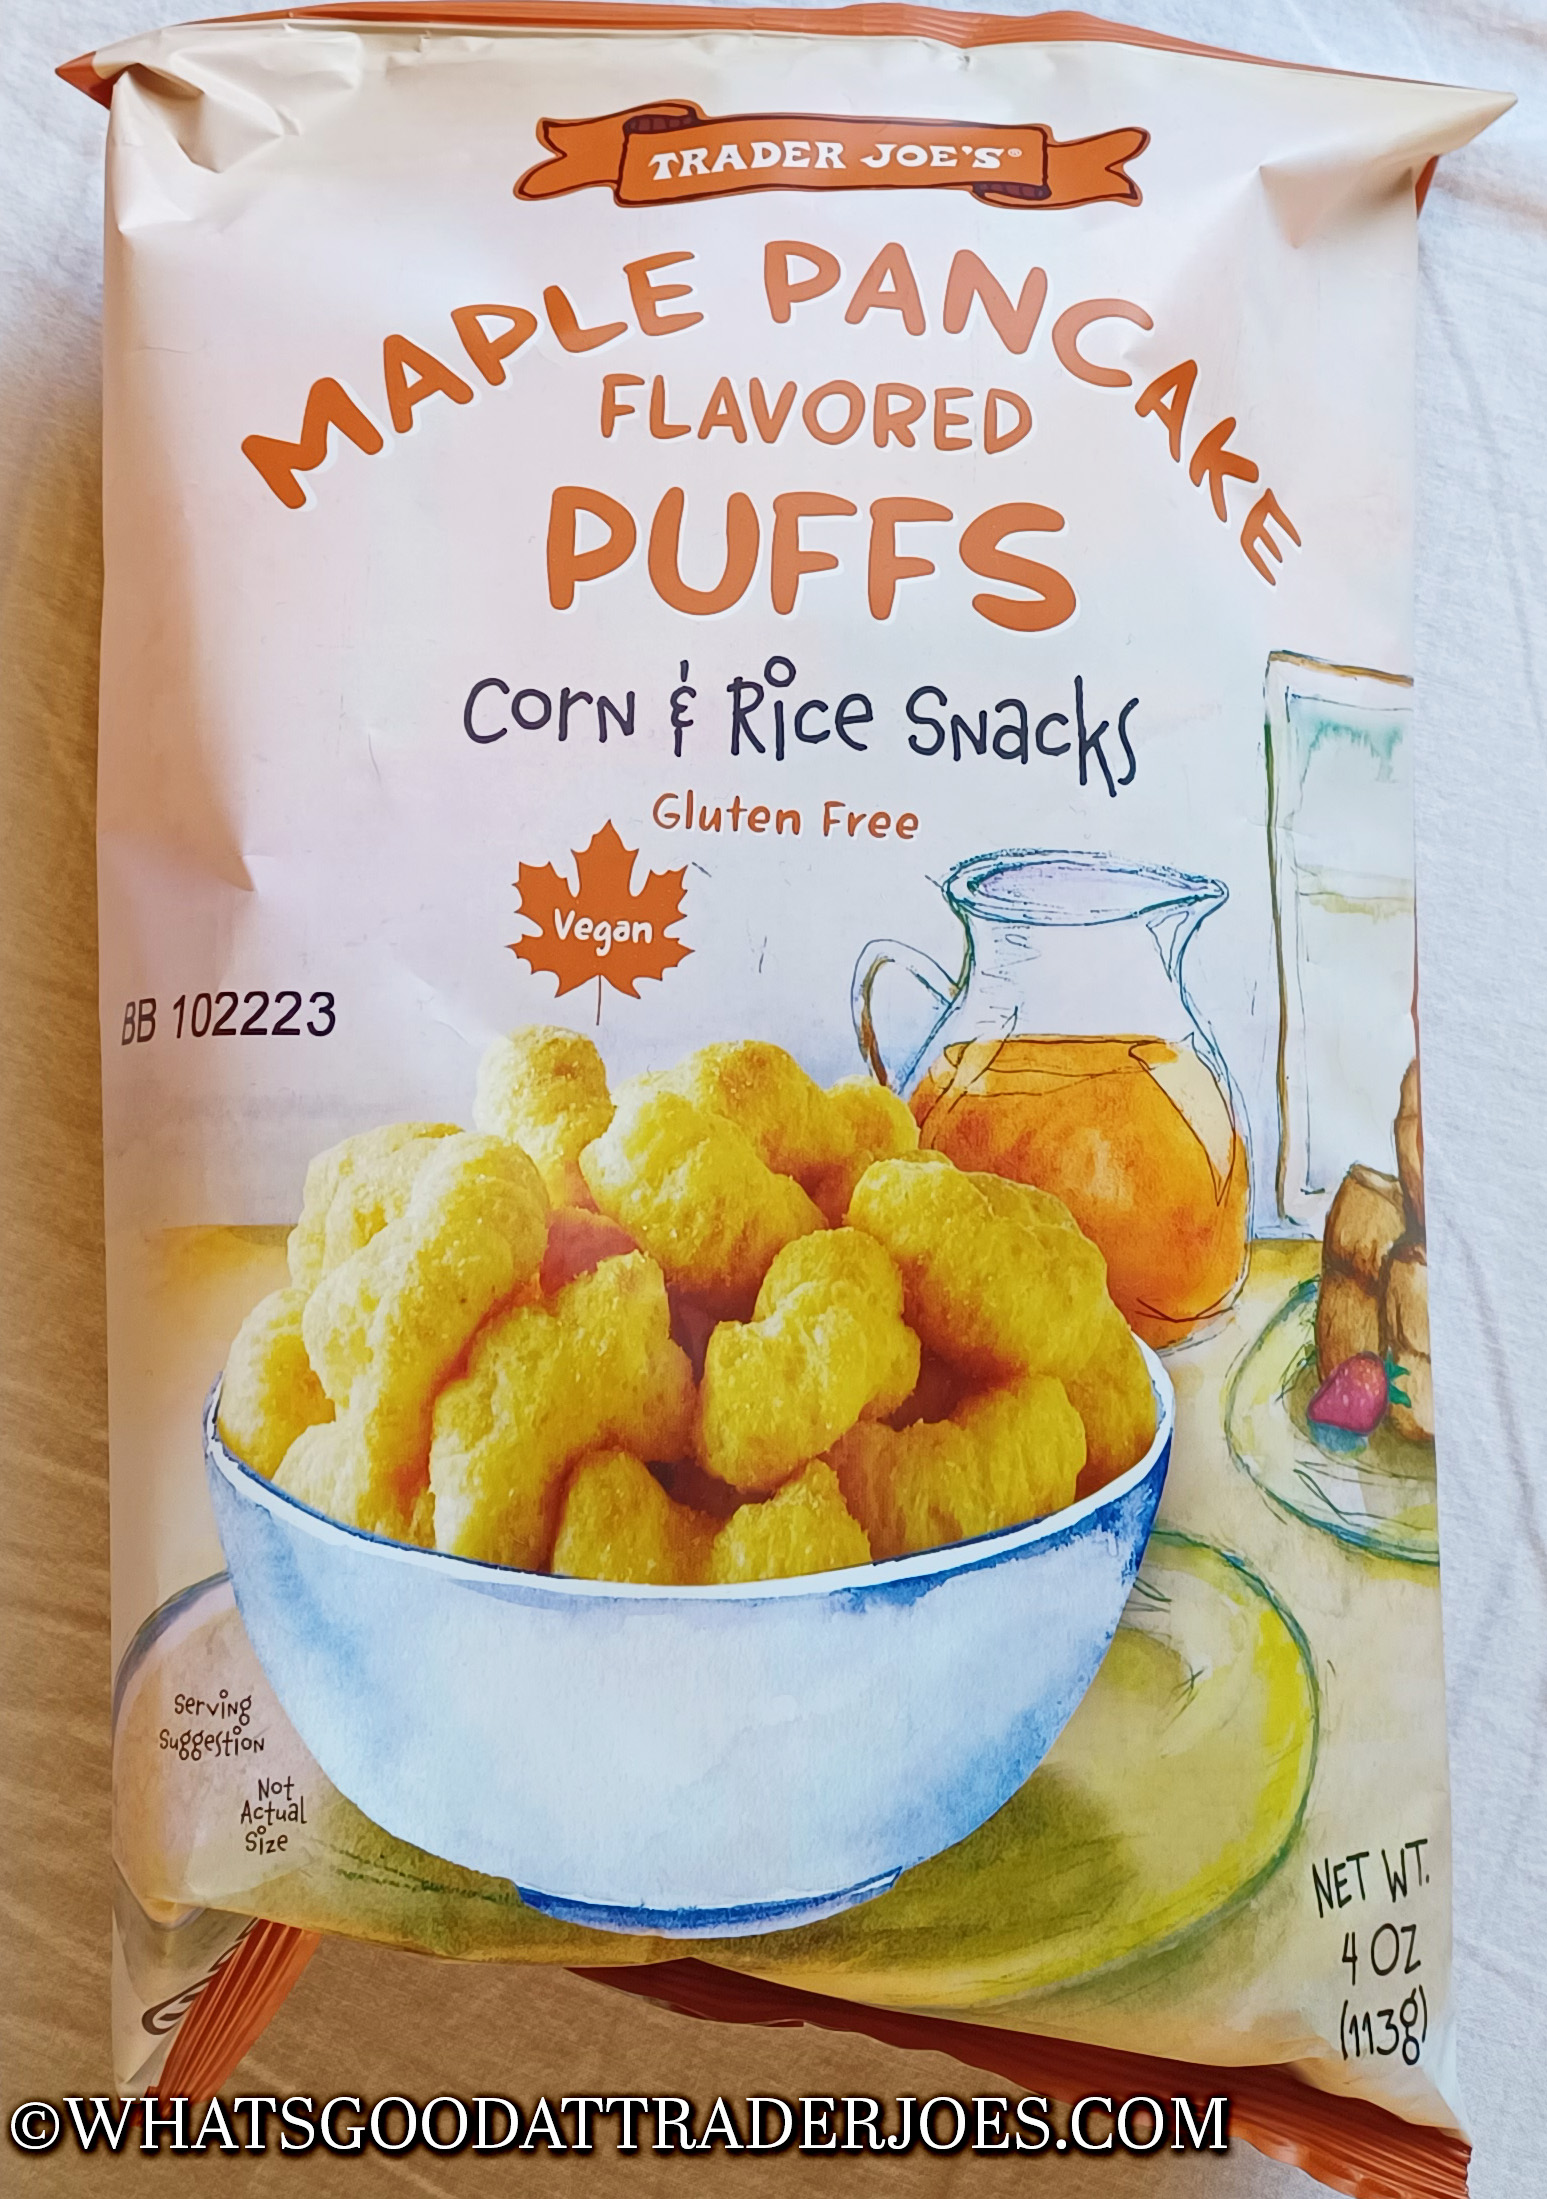 TRADER JOE'S®
MAPLE PANCAKE
FLAVORED
PUFFS
Corn & Rice Snacks
Gluten Free
Vegan
BB 102223
Serving
Suggestion
Not
Actual
Size
NET WT.
4 OZ
(113g)
©WHATSGOODATTRADERJOES.COM